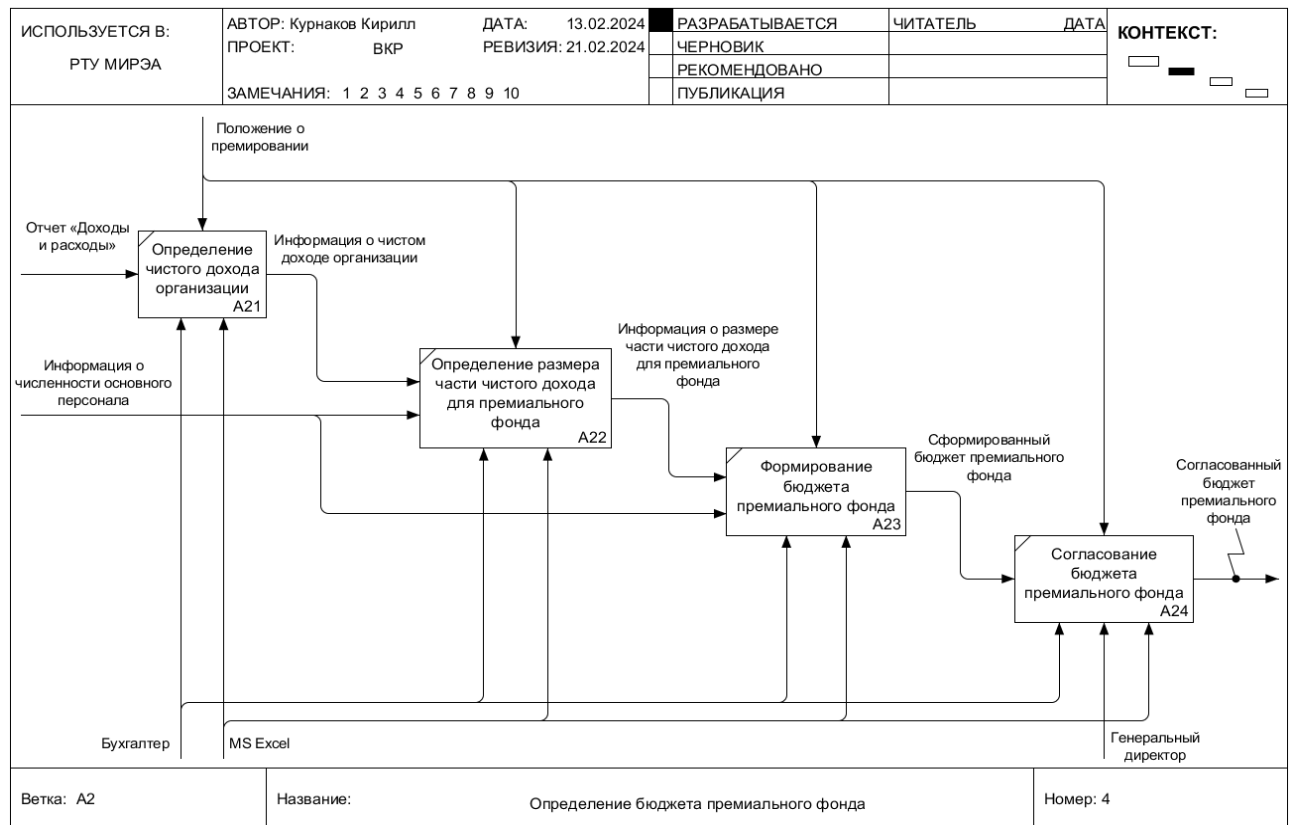 ИСПОЛЬЗУЕТСЯ В:
РТУ МИРЭА
АВТОР: Курнаков Кирилл
ДАТА: 13.02.2024
ПРОЕКТ: ВКР
РЕВИЗИЯ: 21.02.2024
ЗАМЕЧАНИЯ: 1 2 3 4 5 6 7 8 9 10
РАЗРАБАТЫВАЕТСЯ
ЧЕРНОВИК
РЕКОМЕНДОВАНО
ПУБЛИКАЦИЯ
ЧИТАТЕЛЬ
ДАТА
КОНТЕКСТ:
Положение о
премировании
Отчет «Доходы
и расходы»
Определение
чистого дохода
организации
A21
Информация о чистом
доходе организации
Информация о
численности основного
персонала
Определение размера
части чистого дохода
для премиального
фонда
A22
Информация о размере
части чистого дохода
для премиального
фонда
Формирование
бюджета
премиального фонда
A23
Сформированный
бюджет премиального
фонда
Согласование
бюджета
премиального фонда
A24
Согласованный
бюджет
премиального
фонда
Бухгалтер
MS Excel
Генеральный
директор
Ветка: A2
Название:
Определение бюджета премиального фонда
Номер: 4